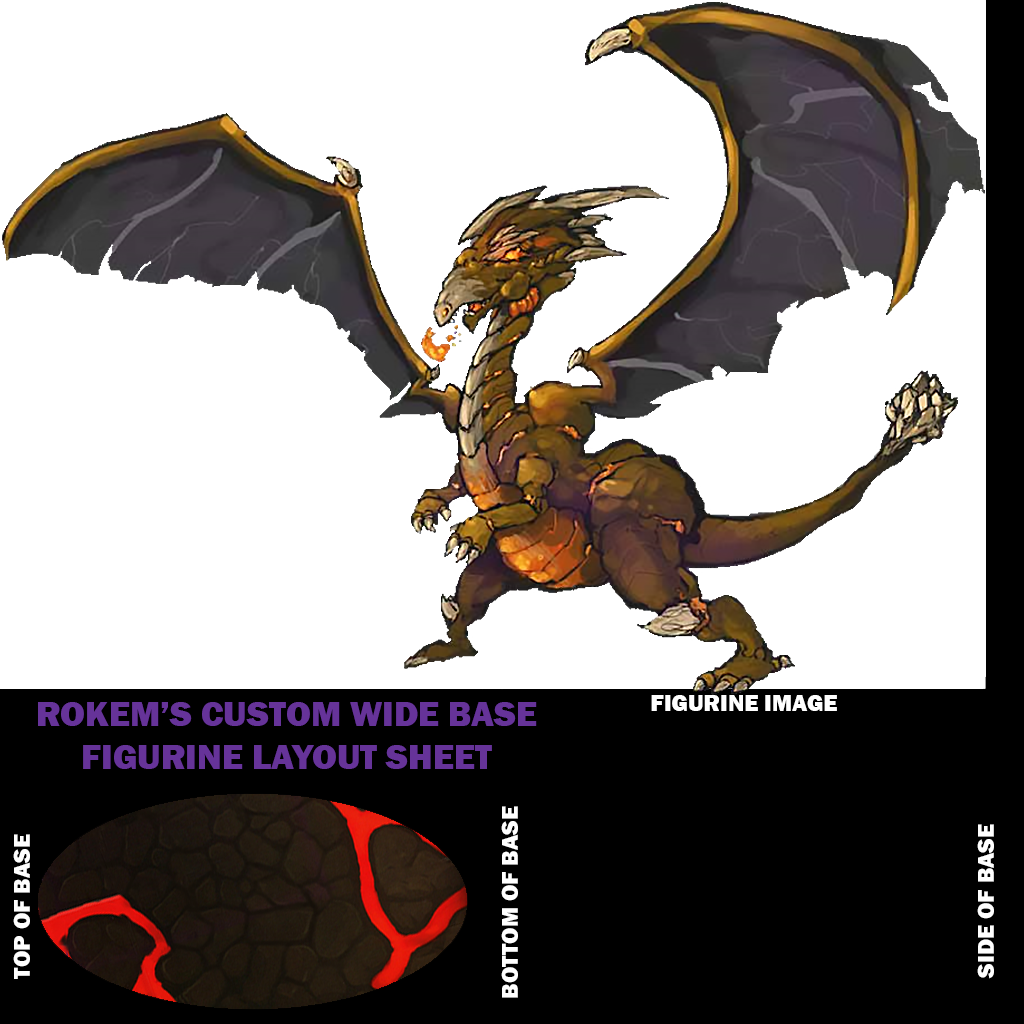 FIGURINE IMAGE
ROKEM'S CUSTOM WIDE BASE
FIGURINE LAYOUT SHEET
TOP OF BASE
BOTTOM OF BASE
SIDE OF BASE